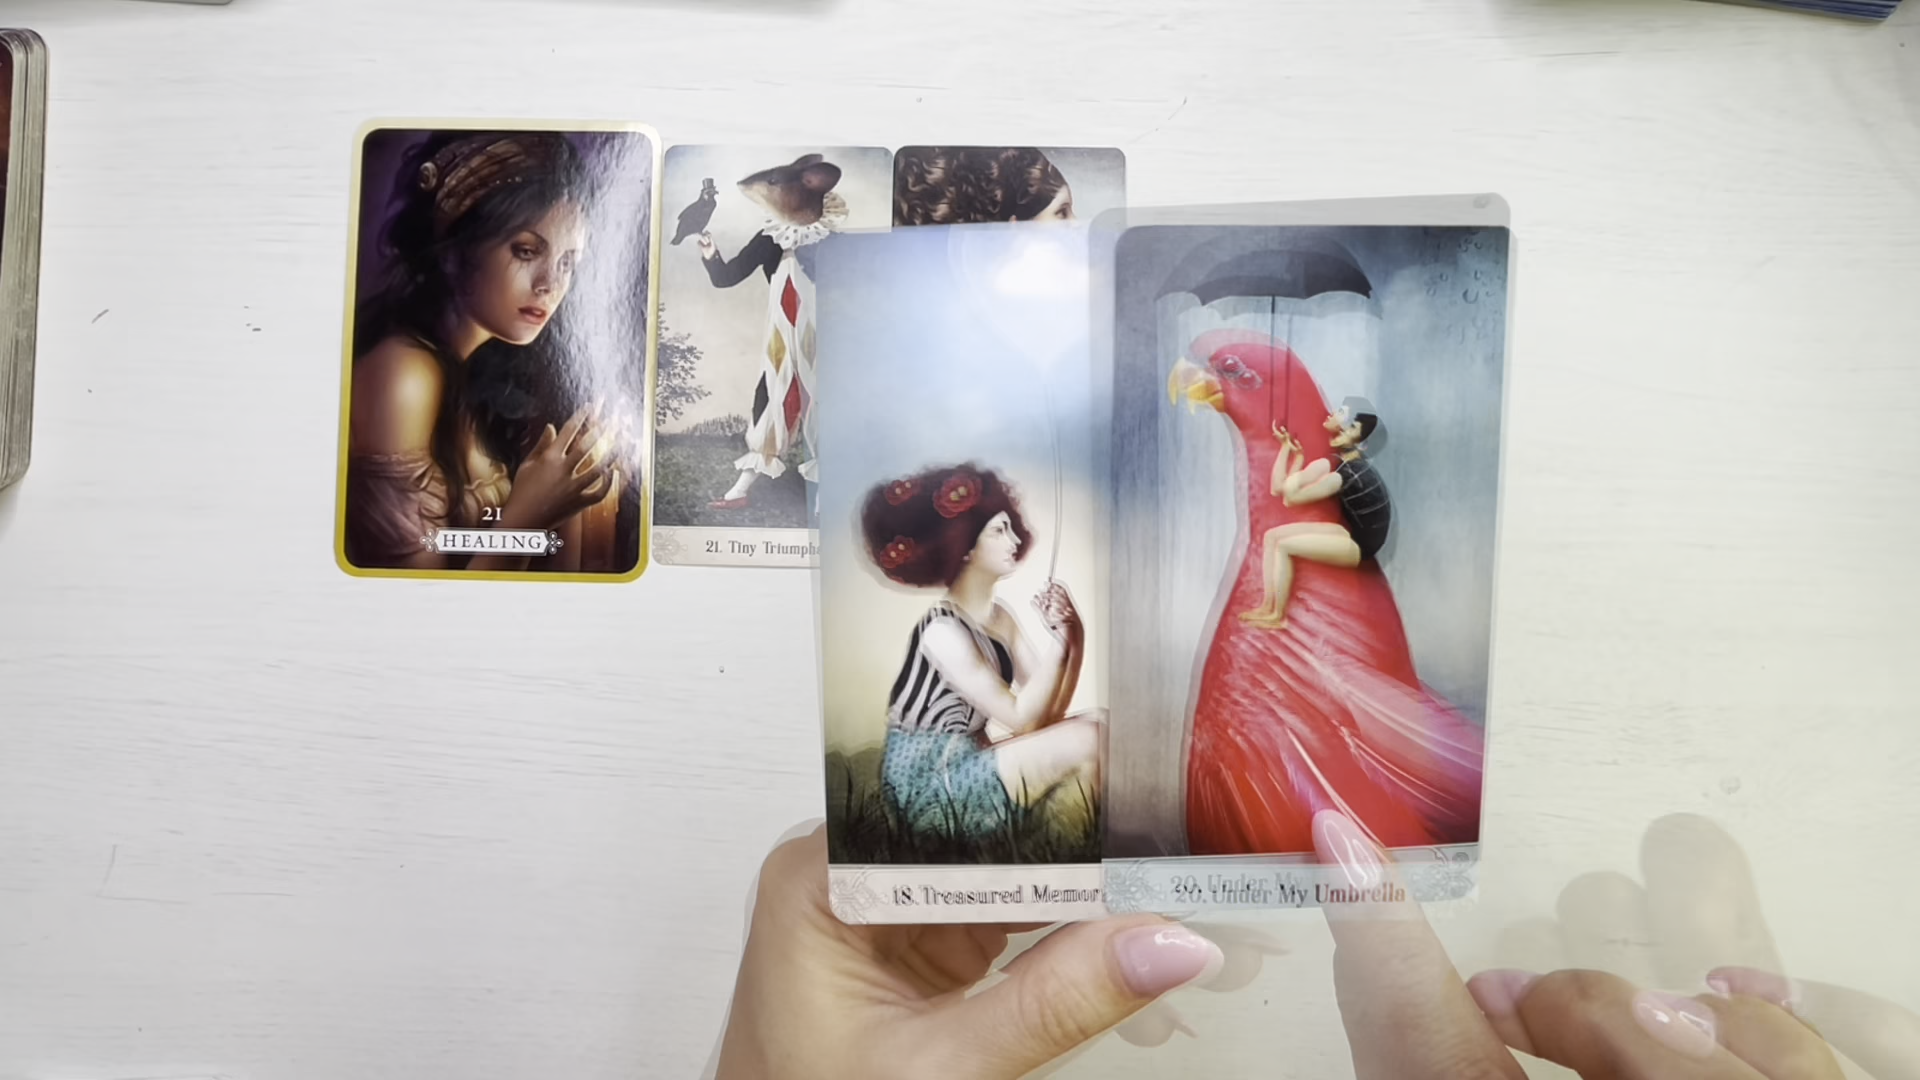 21
HEALING
21. Tiny Triumph
18. Treasured Memor
20. Under My Umbrella
20. Under My